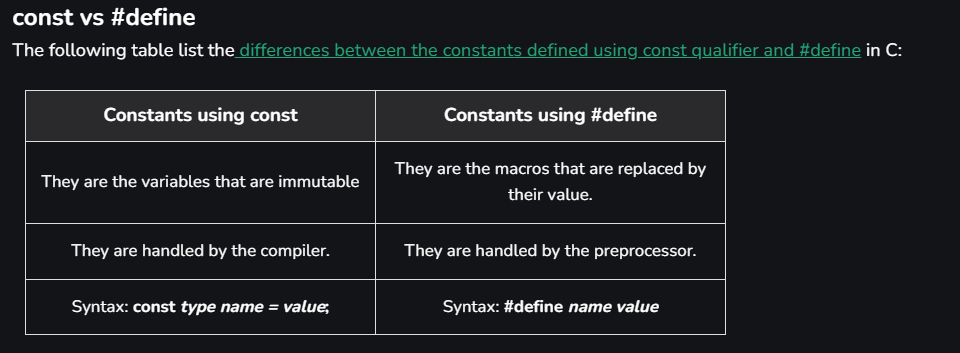 const vs #define
The following table list the differences between the constants defined using const qualifier and #define in C:
Constants using const
Constants using #define
They are the variables that are immutable
They are the macros that are replaced by
their value.
They are handled by the compiler.
They are handled by the preprocessor.
Syntax: const type name = value;
Syntax: #define name value